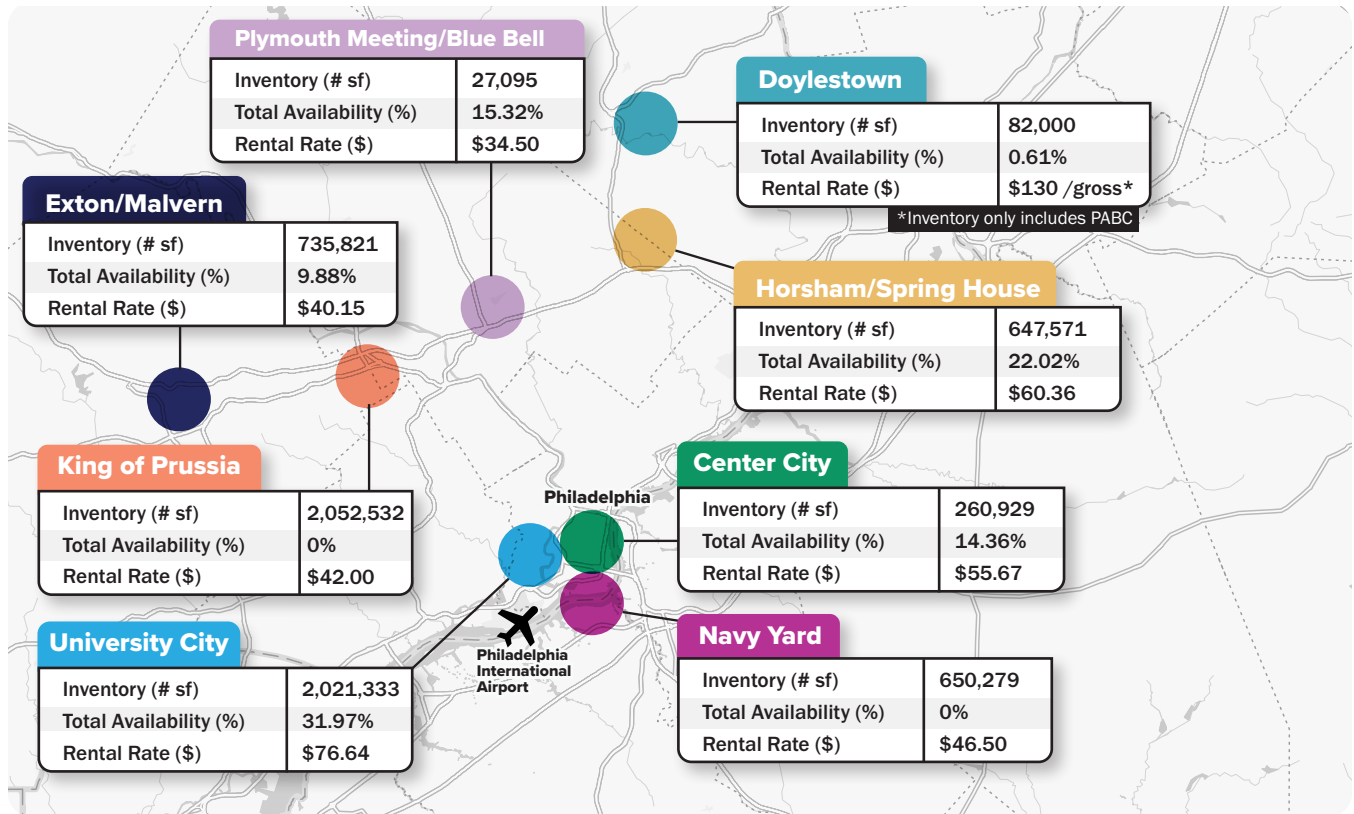 Plymouth Meeting/Blue Bell
Inventory (# sf) 27,095
Total Availability (%) 15.32%
Rental Rate ($) $34.50
Doylestown
Inventory (# sf) 82,000
Total Availability (%) 0.61%
Rental Rate ($) $130 /gross*
*Inventory only includes PABC
Exton/Malvern
Inventory (# sf) 735,821
Total Availability (%) 9.88%
Rental Rate ($) $40.15
Horsham/Spring House
Inventory (# sf) 647,571
Total Availability (%) 22.02%
Rental Rate ($) $60.36
King of Prussia
Inventory (# sf) 2,052,532
Total Availability (%) 0%
Rental Rate ($) $42.00
Philadelphia
Center City
Inventory (# sf) 260,929
Total Availability (%) 14.36%
Rental Rate ($) $55.67
University City
Inventory (# sf) 2,021,333
Total Availability (%) 31.97%
Rental Rate ($) $76.64
Philadelphia
International
Airport
Navy Yard
Inventory (# sf) 650,279
Total Availability (%) 0%
Rental Rate ($) $46.50